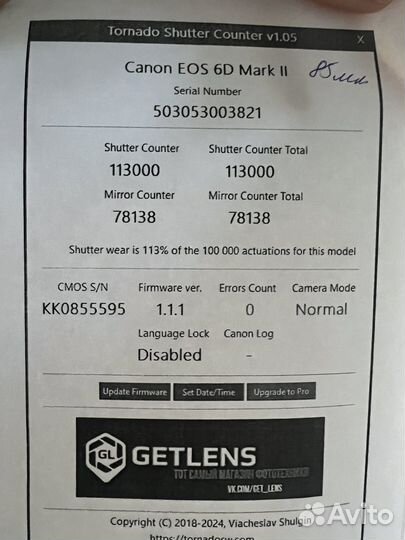 Tornado Shutter Counter v1.05 X
Canon EOS 6D Mark II
Serial Number
503053003821
Shutter Counter Shutter Counter Total
113000 113000
Mirror Counter Mirror Counter Total
78138 78138
Shutter wear is 113% of the 100 000 actuations for this model
CMOS S/N Firmware ver. Errors Count Camera Mode
KK0855595 1.1.1 0 Normal
Language Lock Canon Log
Disabled -
Update Firmware Set Date/Time Upgrade to Pro
GL GETLENS
ТОТ САМЫЙ МАГАЗИН ФОТОТЕХНИКИ
VK.COM/GET_LENS
Copyright (C) 2018-2024, Viacheslav Shulgin
Avito